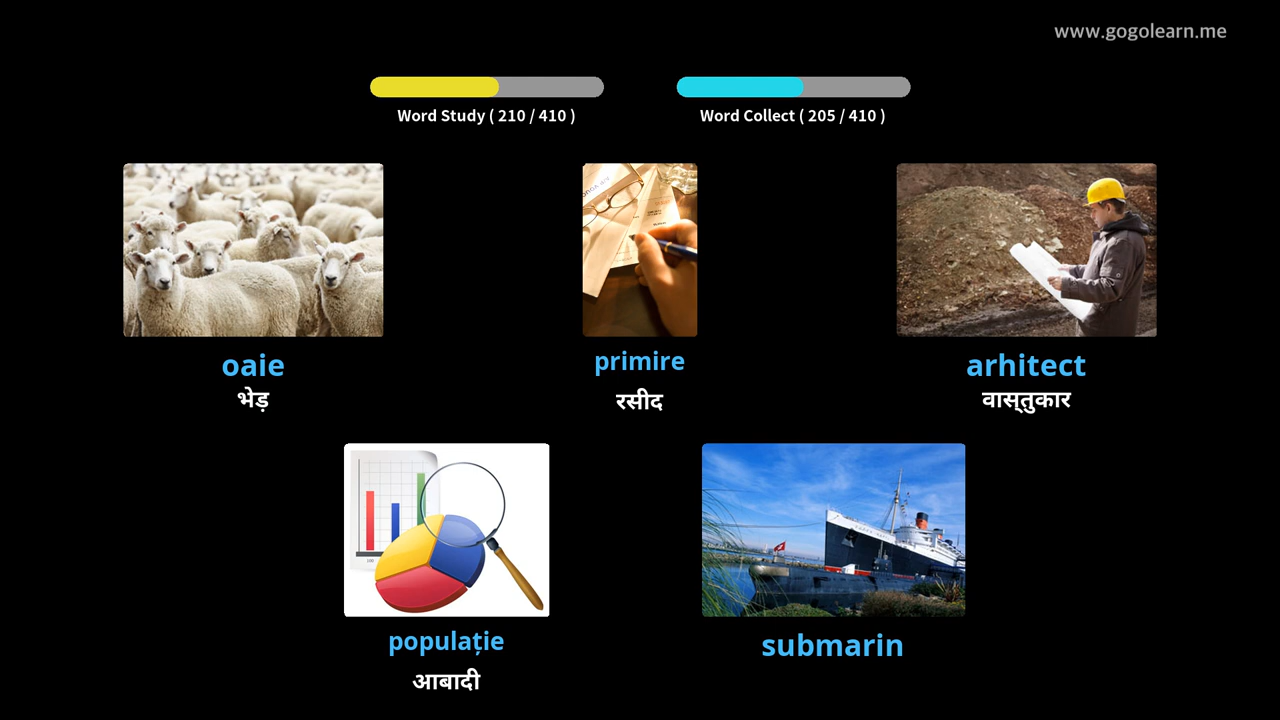 www.gogolearn.me
Word Study ( 210 / 410 )
Word Collect ( 205 / 410 )
oaie
भेड़
primire
रसीद
arhitect
वास्तुकार
populație
आबादी
submarin